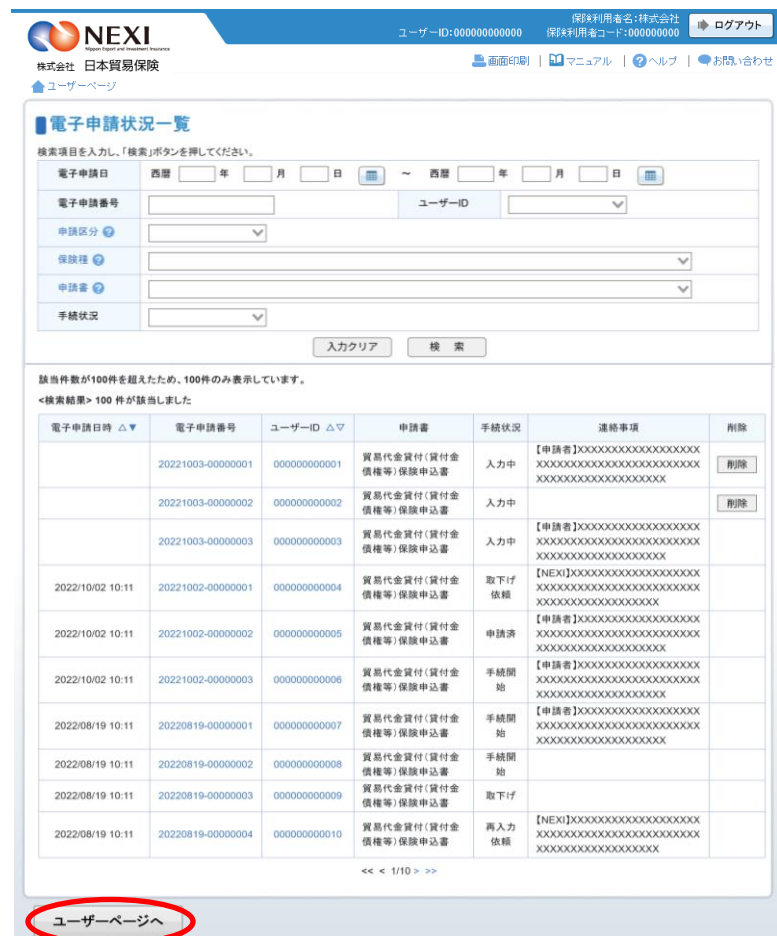 NEXI
Nippon Export and Investment Insurance
株式会社 日本貿易保険
ユーザーID:000000000000
保険利用者名:株式会社
保険利用者コード:000000000
ログアウト
画面印刷 | マニュアル | ヘルプ | お問い合わせ
ユーザーページ
電子申請状況一覧
検索項目を入力し、「検索」ボタンを押してください。
電子申請日 西暦 年 月 日 ~ 西暦 年 月 日
電子申請番号 ユーザーID
申請区分 ?
保険種 ?
申請書 ?
手続状況
入力クリア 検 索
該当件数が100件を超えたため、100件のみ表示しています。
<検索結果> 100 件が該当しました
電子申請日時 △▼ 電子申請番号 ユーザーID △▽ 申請書 手続状況 連絡事項 削除
20221003-00000001 000000000001 貿易代金貸付(貸付金債権等)保険申込書 入力中 【申請者】XXXXXXXXXXXXXXXXXX
XXXXXXXXXXXXXXXXXXXXXXXX
XXXXXXXXXXXXXXXXXXX 削除
20221003-00000002 000000000002 貿易代金貸付(貸付金債権等)保険申込書 入力中 削除
20221003-00000003 000000000003 貿易代金貸付(貸付金債権等)保険申込書 入力中 【申請者】XXXXXXXXXXXXXXXXXX
XXXXXXXXXXXXXXXXXXXXXXXX
XXXXXXXXXXXXXXXXXXX
2022/10/02 10:11 20221002-00000001 000000000004 貿易代金貸付(貸付金債権等)保険申込書 取下げ依頼 【NEXI】XXXXXXXXXXXXXXXXXXX
XXXXXXXXXXXXXXXXXXXXXXXX
XXXXXXXXXXXXXXXXXX
2022/10/02 10:11 20221002-00000002 000000000005 貿易代金貸付(貸付金債権等)保険申込書 申請済 【申請者】XXXXXXXXXXXXXXXXXX
XXXXXXXXXXXXXXXXXXXXXXXX
XXXXXXXXXXXXXXXXXXX
2022/10/02 10:11 20221002-00000003 000000000006 貿易代金貸付(貸付金債権等)保険申込書 手続開始 【申請者】XXXXXXXXXXXXXXXXXX
XXXXXXXXXXXXXXXXXXXXXXXX
XXXXXXXXXXXXXXXXXXX
2022/08/19 10:11 20220819-00000001 000000000007 貿易代金貸付(貸付金債権等)保険申込書 手続開始 【申請者】XXXXXXXXXXXXXXXXXX
XXXXXXXXXXXXXXXXXXXXXXXX
XXXXXXXXXXXXXXXXXXX
2022/08/19 10:11 20220819-00000002 000000000008 貿易代金貸付(貸付金債権等)保険申込書 手続開始
2022/08/19 10:11 20220819-00000003 000000000009 貿易代金貸付(貸付金債権等)保険申込書 取下げ
2022/08/19 10:11 20220819-00000004 000000000010 貿易代金貸付(貸付金債権等)保険申込書 再入力依頼 【NEXI】XXXXXXXXXXXXXXXXXXX
XXXXXXXXXXXXXXXXXXXXXXXX
XXXXXXXXXXXXXXXXXX
<< < 1/10 > >>
ユーザーページへ